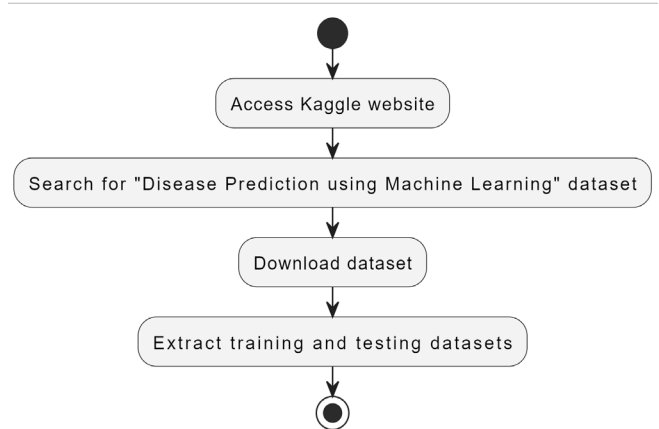 Access Kaggle website
Search for "Disease Prediction using Machine Learning" dataset
Download dataset
Extract training and testing datasets